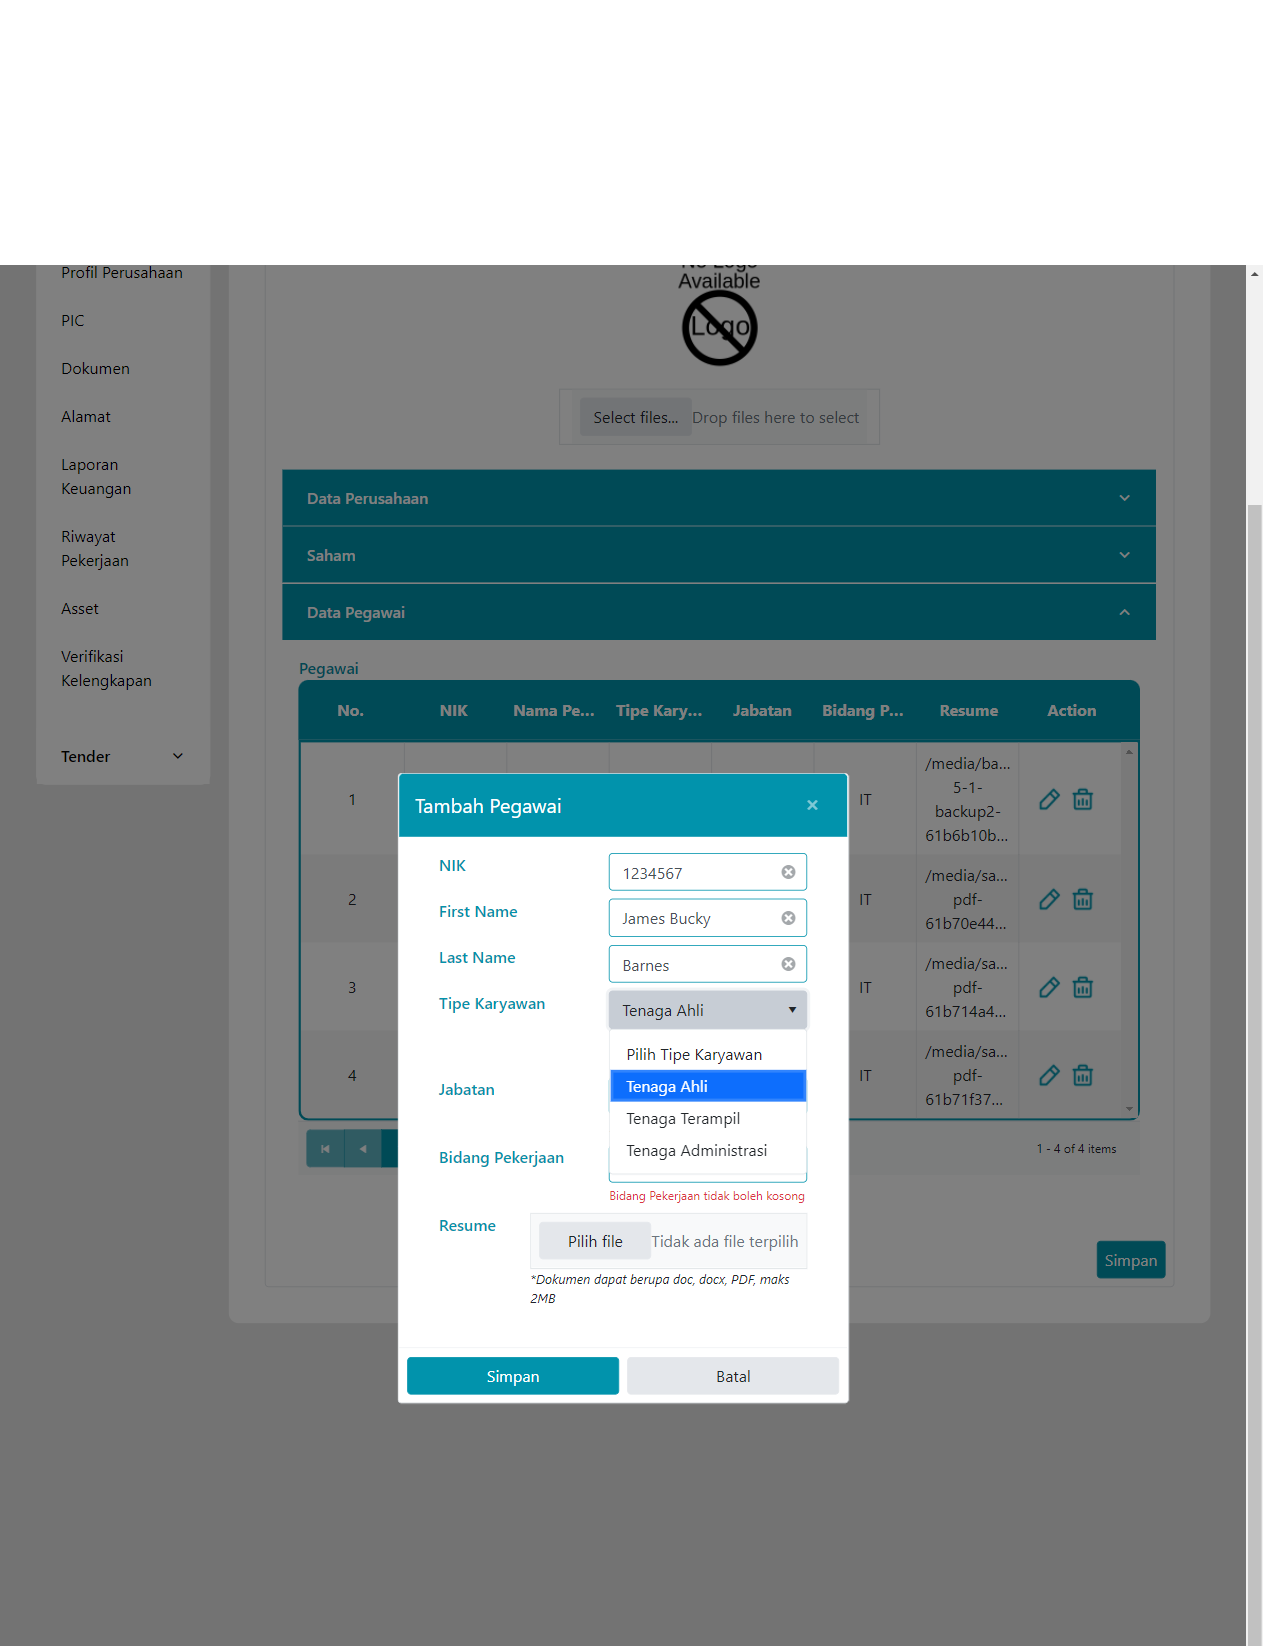 Profil Perusahaan
PIC
Dokumen
Alamat
Laporan
Keuangan
Riwayat
Pekerjaan
Asset
Verifikasi
Kelengkapan
Tender
No Logo
Available
Logo
Select files...
Drop files here to select
Data Perusahaan
Saham
Data Pegawai
Pegawai
No. NIK Nama Pe... Tipe Kary... Jabatan Bidang P... Resume Action
1 IT /media/ba...
5-1-
backup2-
61b6b10b...
2 IT /media/sa...
pdf-
61b70e44...
3 IT /media/sa...
pdf-
61b714a4...
4 IT /media/sa...
pdf-
61b71f37...
1 - 4 of 4 items
Simpan
Tambah Pegawai
NIK 1234567
First Name James Bucky
Last Name Barnes
Tipe Karyawan Tenaga Ahli
Pilih Tipe Karyawan
Tenaga Ahli
Tenaga Terampil
Tenaga Administrasi
Jabatan
Bidang Pekerjaan
Bidang Pekerjaan tidak boleh kosong
Resume
Pilih file Tidak ada file terpilih
*Dokumen dapat berupa doc, docx, PDF, maks
2MB
Simpan
Batal